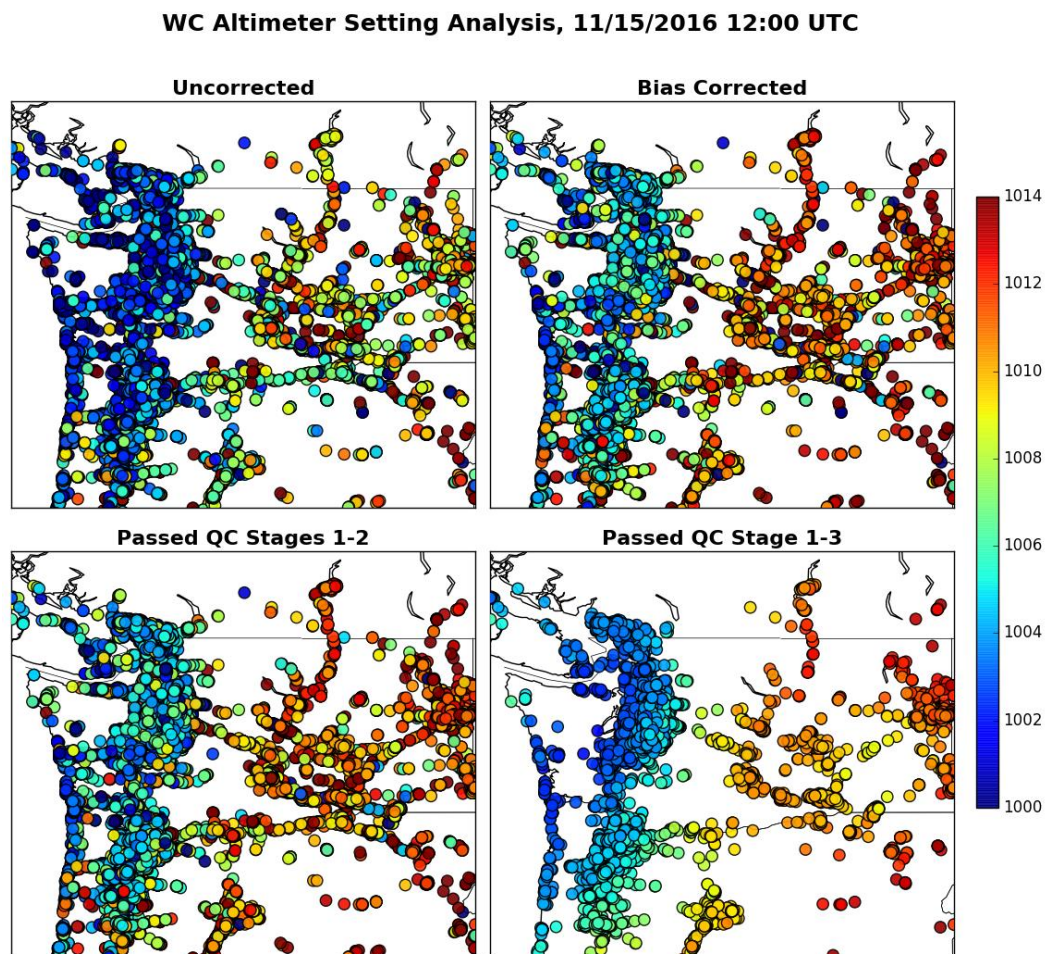 WC Altimeter Setting Analysis, 11/15/2016 12:00 UTC
Uncorrected
Bias Corrected
Passed QC Stages 1-2
Passed QC Stage 1-3
1014
1012
1010
1008
1006
1004
1002
1000